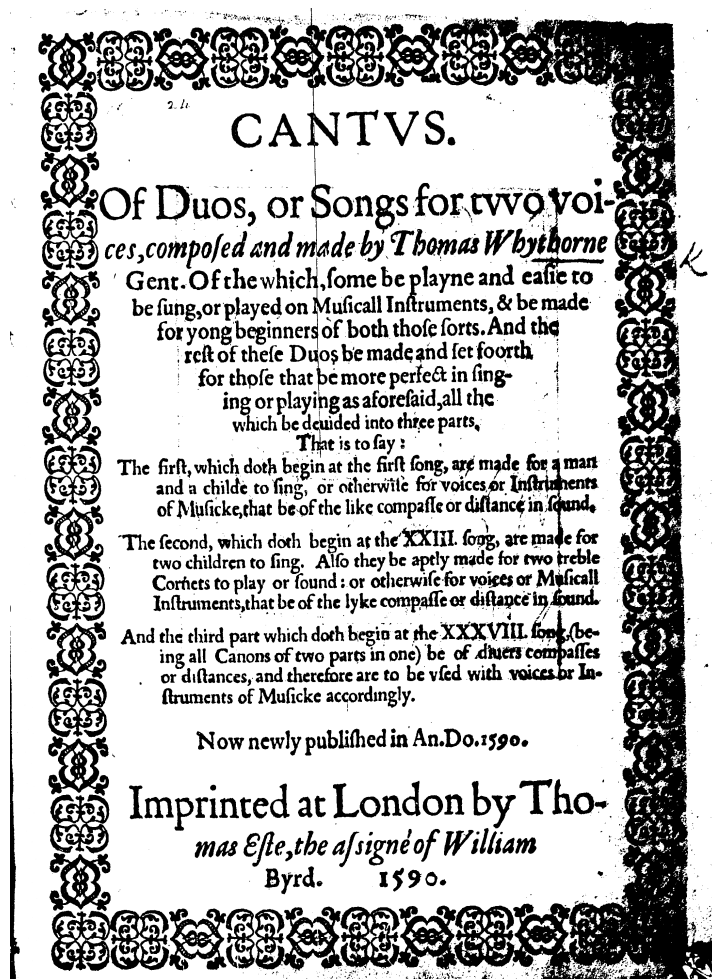 CANTVS.
Of Duos, or Songs for tvvo voi-
ces, compoſed and made by Thomas Whythorne
Gent. Of the which, ſome be playne and eaſie to
be ſung, or played on Muſicall Inſtruments, & be made
for yong beginners of both thoſe ſorts. And the
reſt of theſe Duos be made and ſet foorth
for thoſe that be more perfect in ſing-
ing or playing as aforeſaid, all the
which be deuided into three parts.
That is to ſay:
The firſt, which doth begin at the firſt ſong, are made for a man
and a childe to ſing, or otherwiſe for voices or Inſtruments
of Muſicke, that be of the like compaſſe or diſtance in ſound.
The second, which doth begin at the XXIII. ſong, are made for
two children to ſing. Alſo they be aptly made for two treble
Cornets to play or ſound: or otherwiſe for voices or Muſicall
Inſtruments, that be of the lyke compaſſe or diſtance in ſound.
And the third part which doth begin at the XXXVIII. ſong, (be-
ing all Canons of two parts in one) be of diuers compaſſes
or diſtances, and therefore are to be vſed with voices or In-
ſtruments of Muſicke accordingly.
Now newly publiſhed in An. Do. 1590.
Imprinted at London by Tho-
mas Eſte, the aſsigné of William
Byrd. 1590.
K